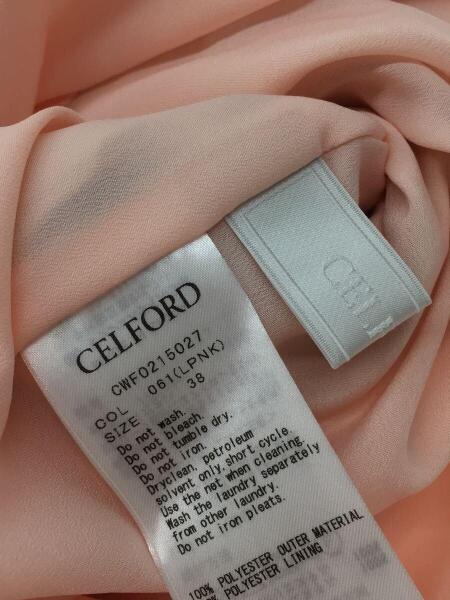 CELFORD
CWF0215027
COL 061(LPNK)
SIZE 38
Do not wash.
Do not bleach.
Do not tumble dry.
Do not iron.
Dryclean, petroleum
solvent only,short cycle.
Use the net when cleaning.
Wash the laundry separately
from other laundry.
Do not iron pleats.
100% POLYESTER OUTER MATERIAL
POLYESTER LINING
CEL